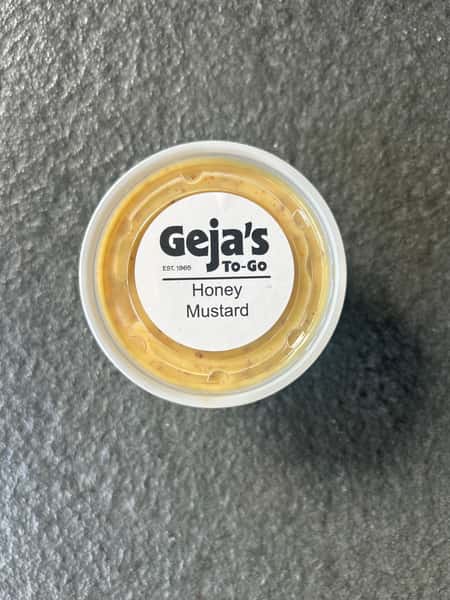 Geja's
EST. 1965 To-Go
Honey
Mustard